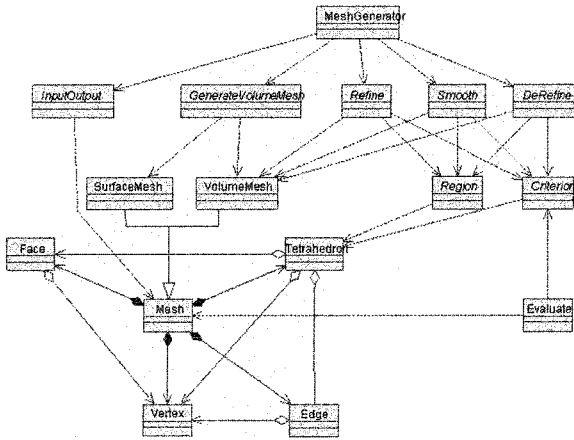 MeshGenerator
InputOutput
GenerateVolumeMesh
Refine
Smooth
DeRefine
SurfaceMesh
VolumeMesh
Region
Criterion
Face
Tetrahedron
Mesh
Evaluate
Vertex
Edge